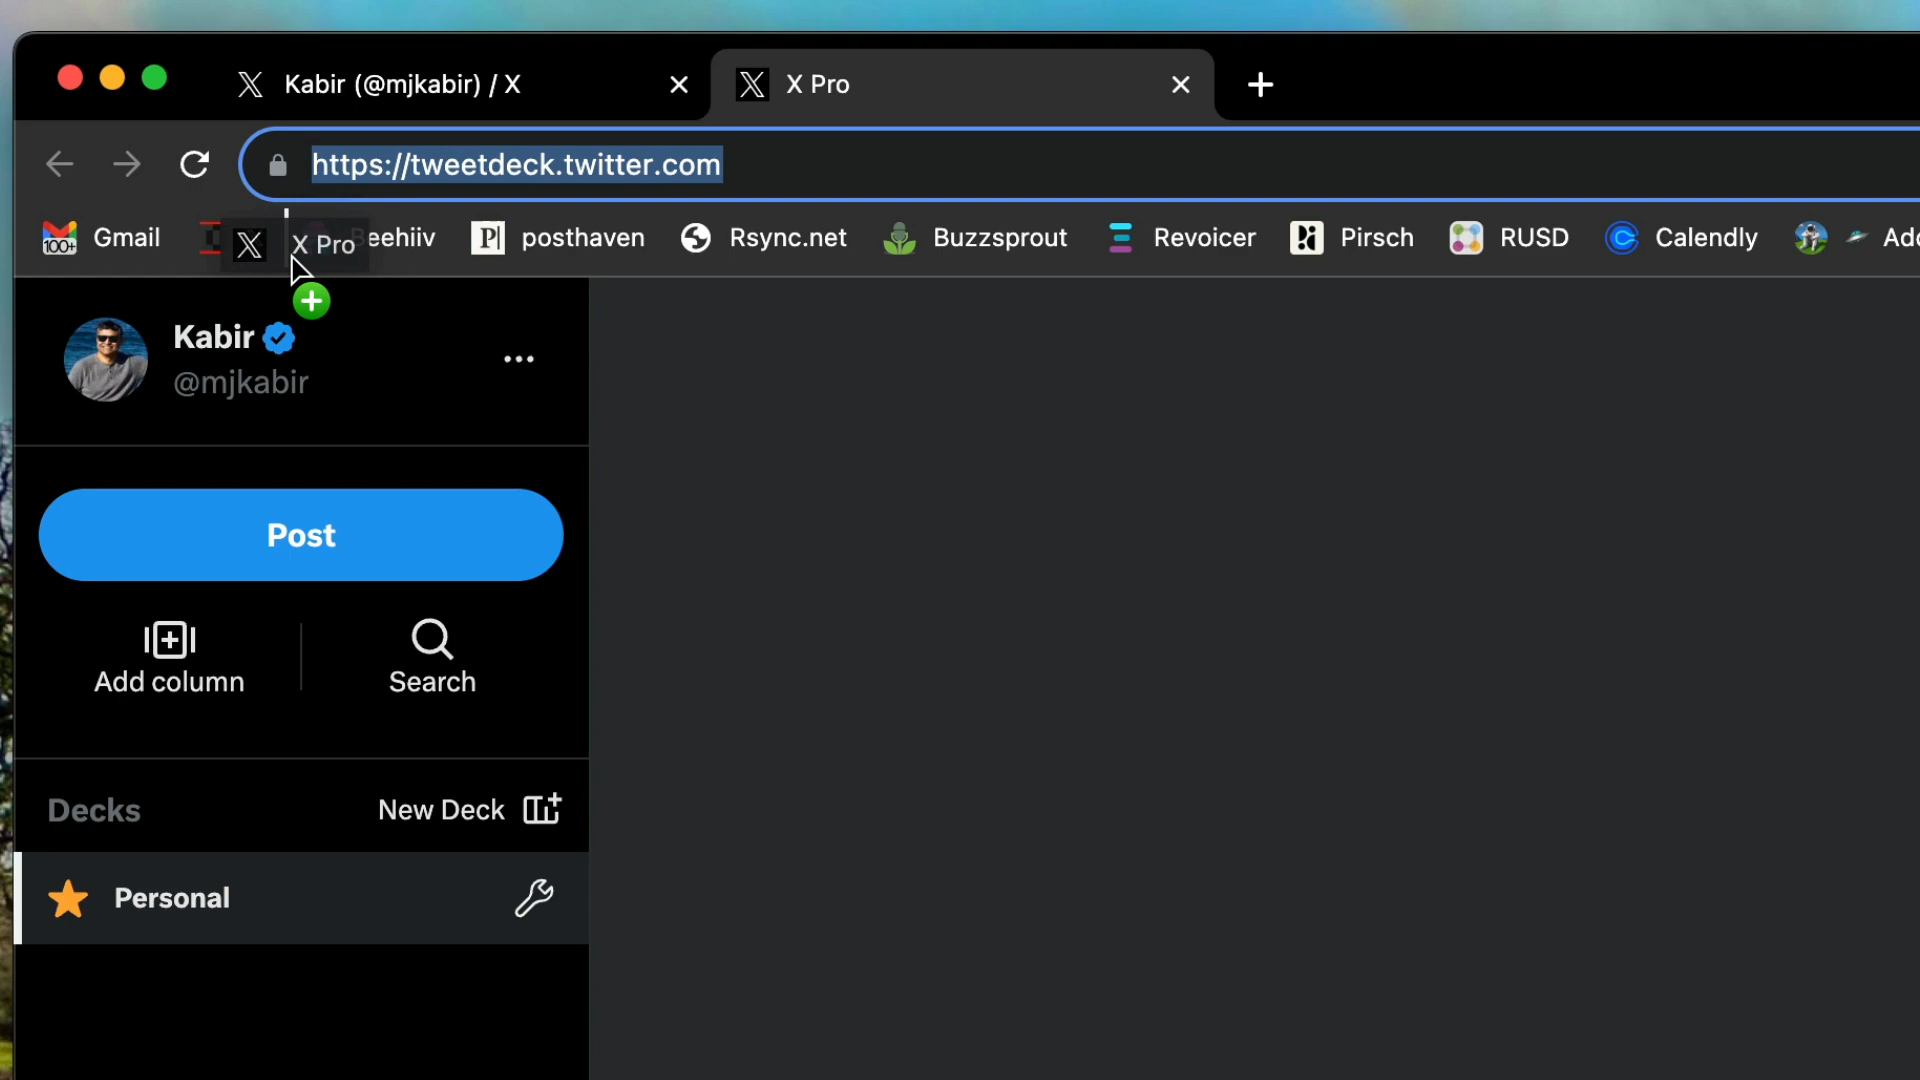 Kabir (@mjkabir) / X
X Pro
https://tweetdeck.twitter.com
100+ Gmail X Pro eehiiv P| posthaven Rsync.net Buzzsprout Revoicer Pirsch RUSD Calendly
Kabir
@mjkabir
Post
Add column Search
Decks New Deck
Personal